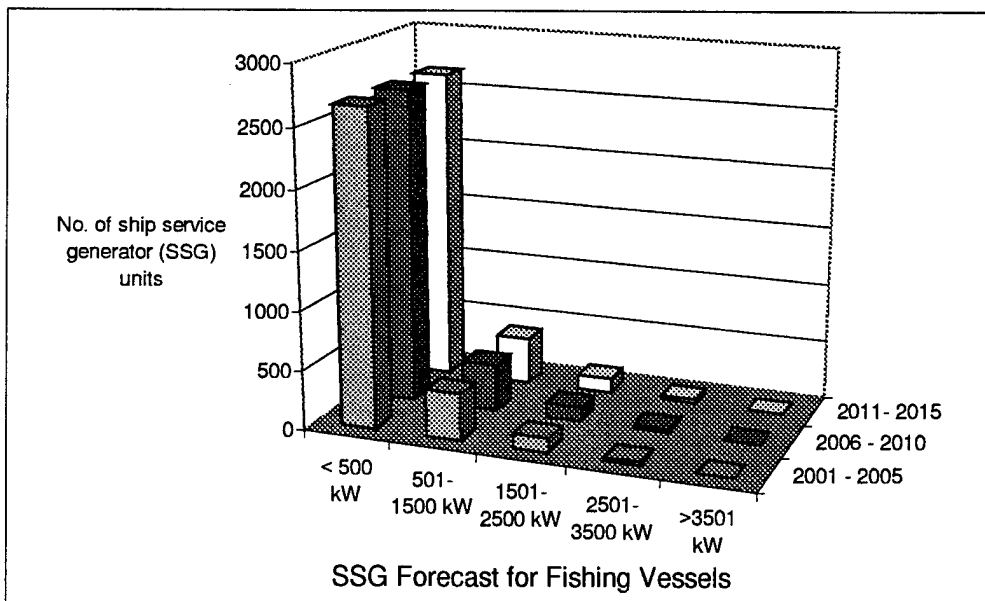 3000
2500
2000
1500
1000
500
0
No. of ship service
generator (SSG)
units
< 500
kW
501-
1500 kW
1501-
2500 kW
2501-
3500 kW
>3501
kW
2011- 2015
2006 - 2010
2001 - 2005
SSG Forecast for Fishing Vessels